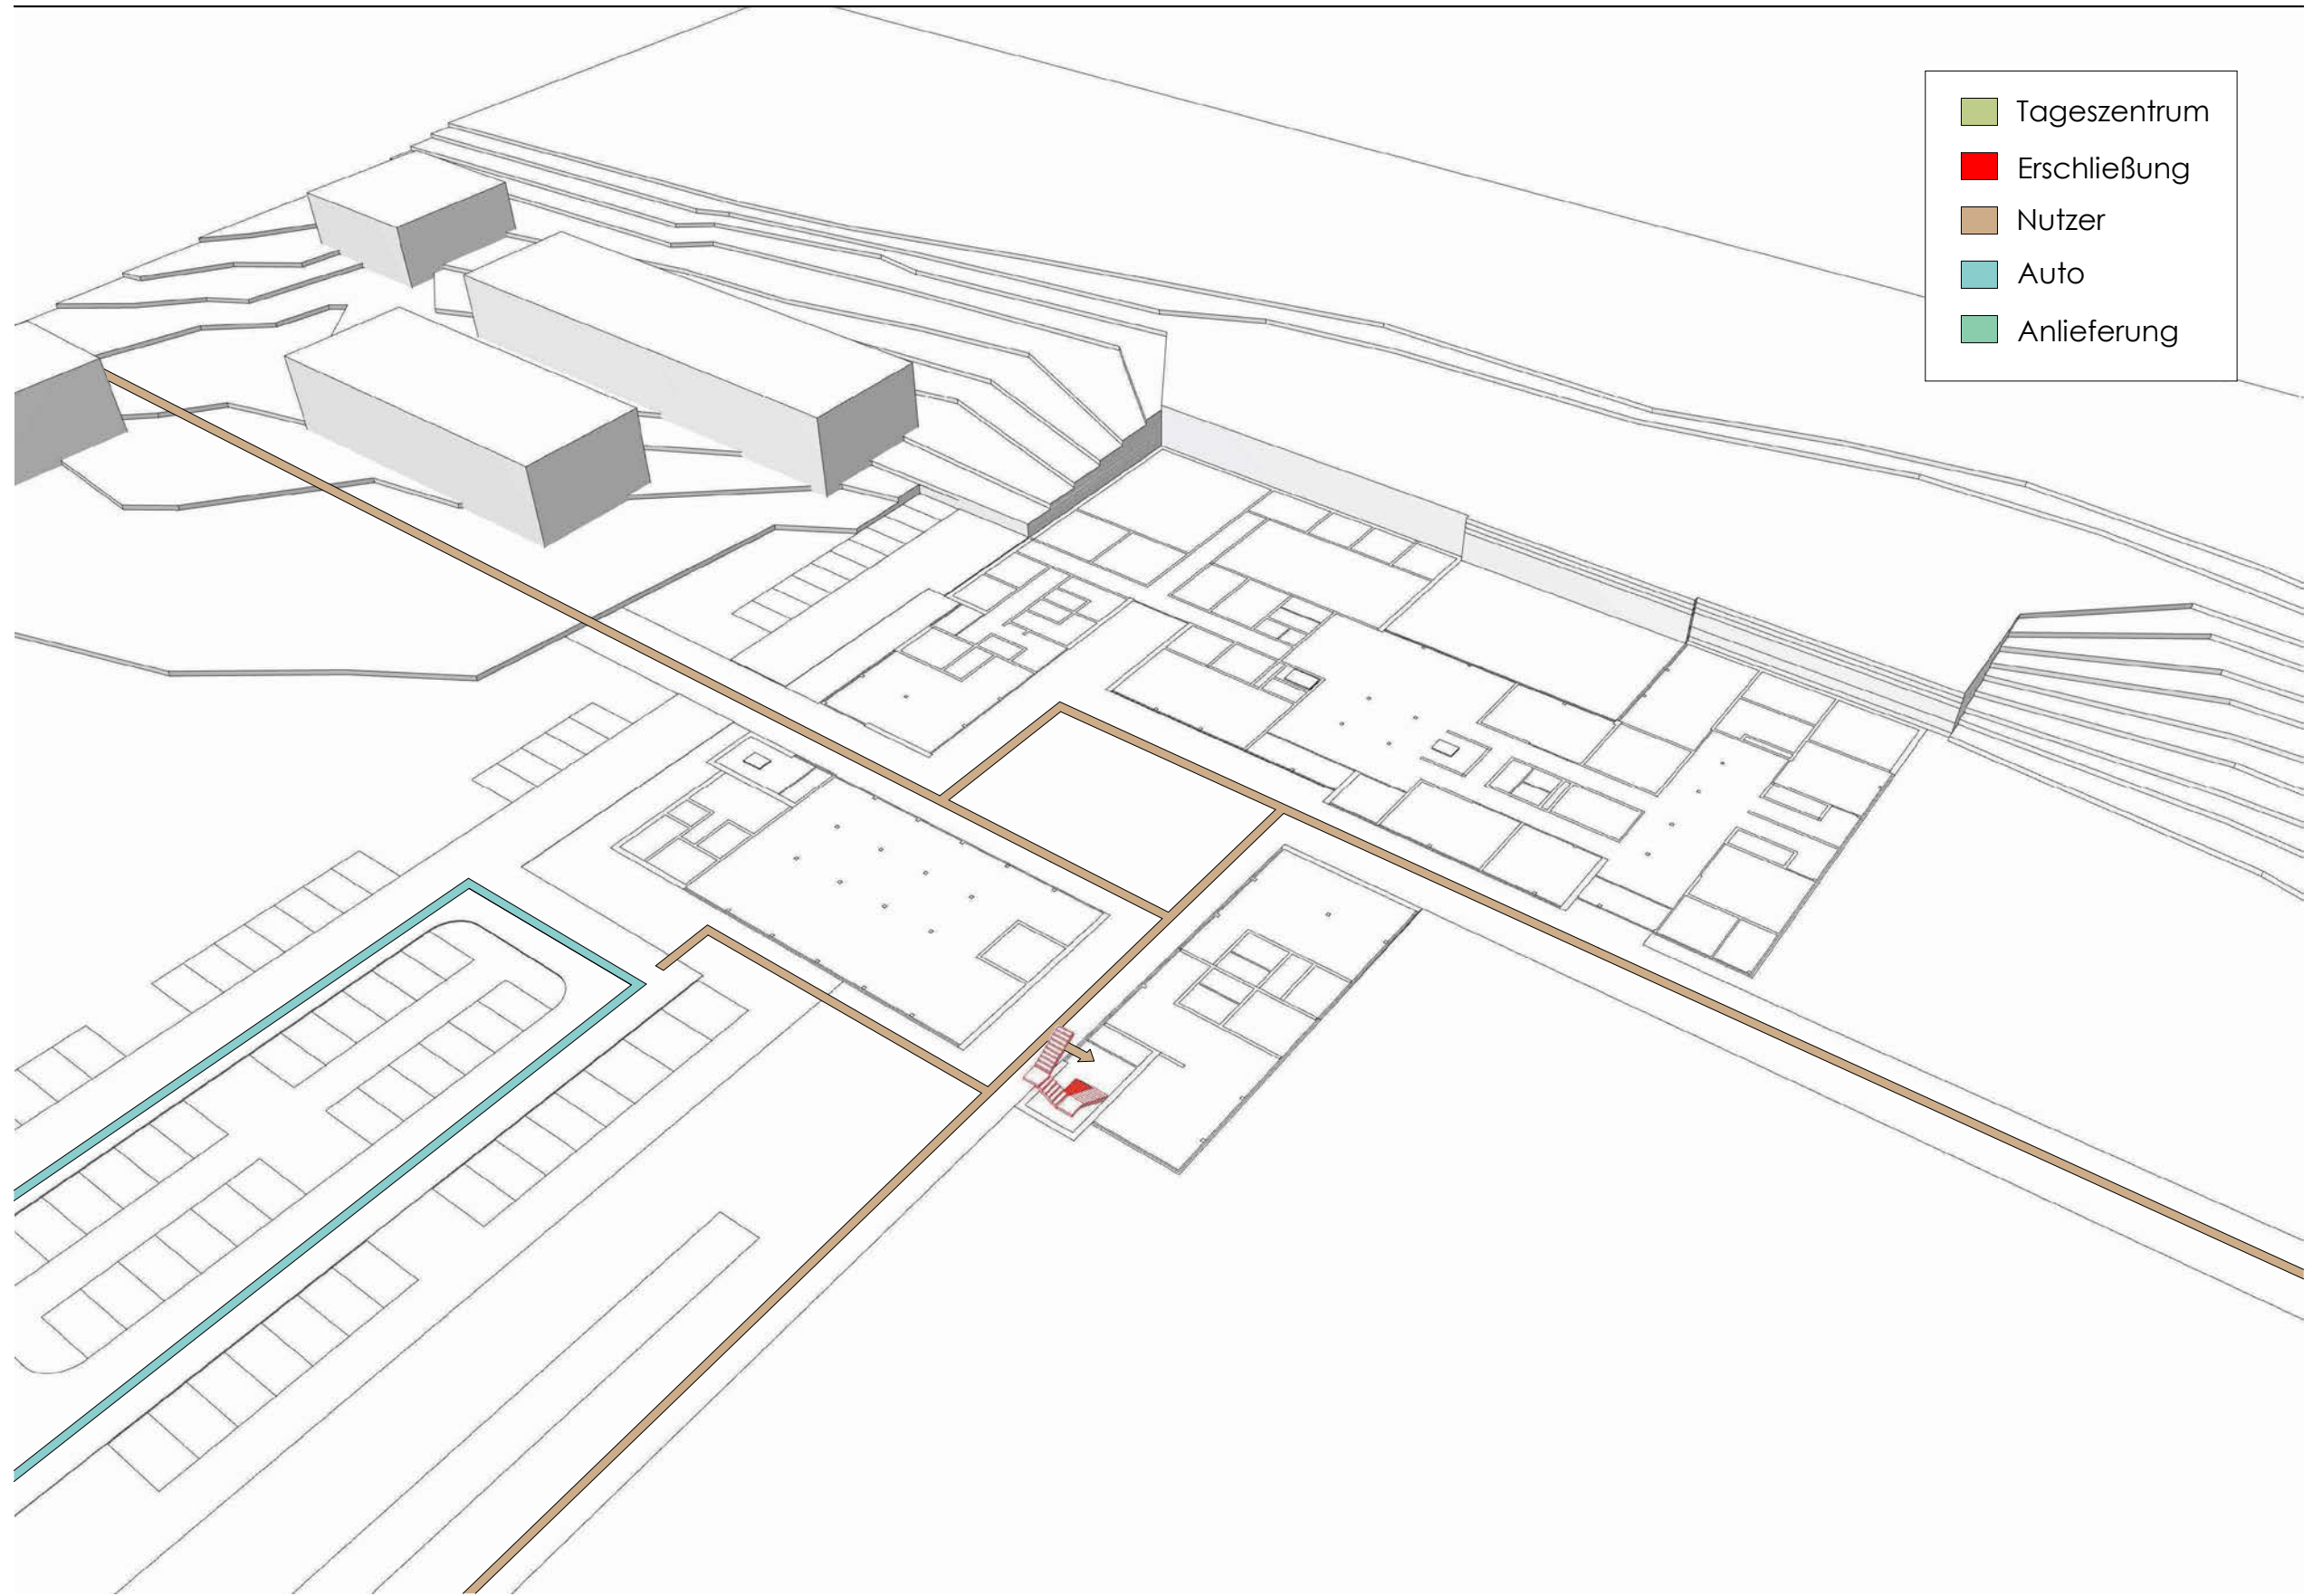 Tageszentrum
Erschließung
Nutzer
Auto
Anlieferung